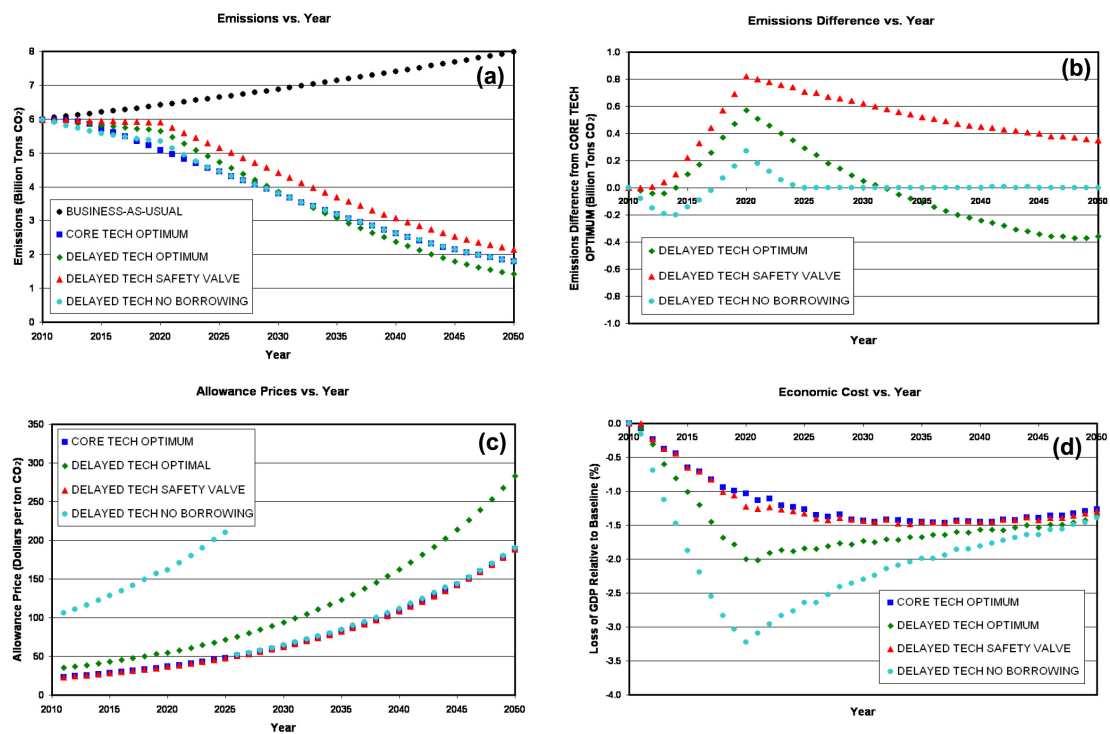 Emissions vs. Year
(a)
Emissions (Billion Tons CO₂)
8
7
6
5
4
3
2
1
0
BUSINESS-AS-USUAL
CORE TECH OPTIMUM
DELAYED TECH OPTIMUM
DELAYED TECH SAFETY VALVE
DELAYED TECH NO BORROWING
2010 2015 2020 2025 2030 2035 2040 2045 2050
Year
Emissions Difference vs. Year
(b)
Emissions Difference from CORE TECH
OPTIMUM (Billion Tons CO₂)
1.0
0.8
0.6
0.4
0.2
0.0
-0.2
-0.4
-0.6
-0.8
-1.0
2010 2015 2020 2025 2030 2035 2040 2045 2050
DELAYED TECH OPTIMUM
DELAYED TECH SAFETY VALVE
DELAYED TECH NO BORROWING
Year
Allowance Prices vs. Year
(c)
Allowance Price (Dollars per ton CO₂)
350
300
250
200
150
100
50
0
CORE TECH OPTIMUM
DELAYED TECH OPTIMAL
DELAYED TECH SAFETY VALVE
DELAYED TECH NO BORROWING
2010 2015 2020 2025 2030 2035 2040 2045 2050
Year
Economic Cost vs. Year
(d)
Loss of GDP Relative to Baseline (%)
0.0
-0.5
-1.0
-1.5
-2.0
-2.5
-3.0
-3.5
-4.0
2010 2015 2020 2025 2030 2035 2040 2045 2050
CORE TECH OPTIMUM
DELAYED TECH OPTIMUM
DELAYED TECH SAFETY VALVE
DELAYED TECH NO BORROWING
Year